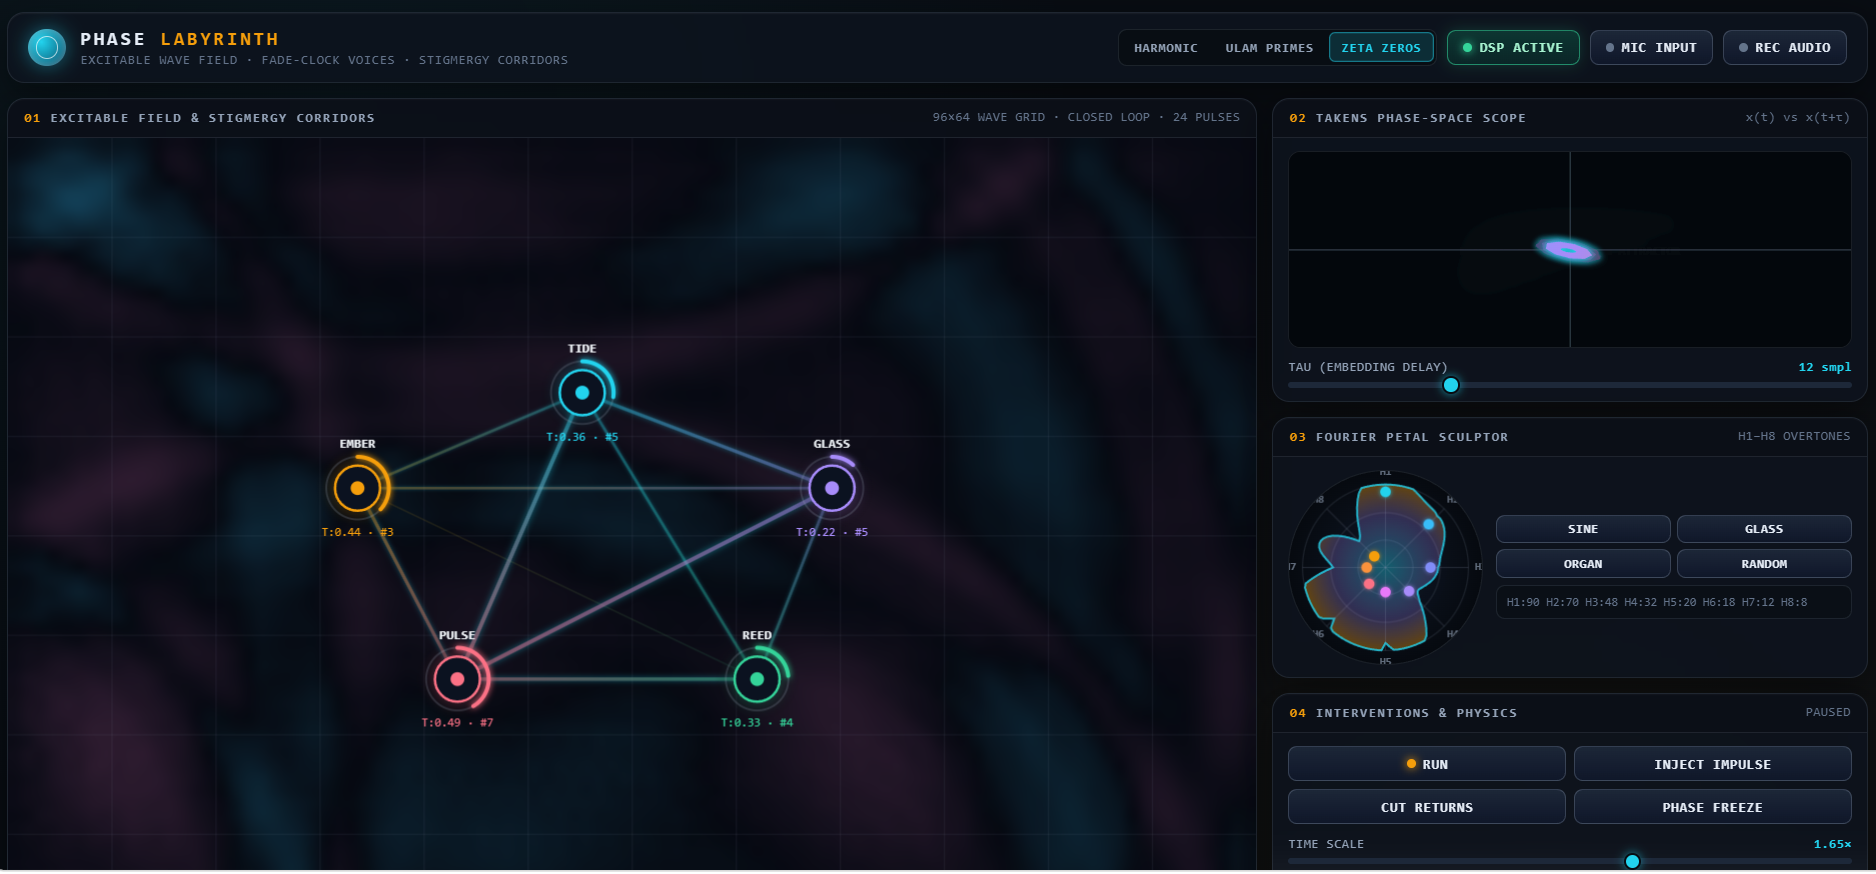 PHASE LABYRINTH
EXCITABLE WAVE FIELD · FADE-CLOCK VOICES · STIGMERGY CORRIDORS
HARMONIC
ULAM PRIMES
ZETA ZEROS
DSP ACTIVE
MIC INPUT
REC AUDIO
01 EXCITABLE FIELD & STIGMERGY CORRIDORS
96×64 WAVE GRID · CLOSED LOOP · 24 PULSES
TIDE
T:0.36 · #5
EMBER
T:0.44 · #3
GLASS
T:0.22 · #5
PULSE
T:0.49 · #7
REED
T:0.33 · #4
02 TAKENS PHASE-SPACE SCOPE
x(t) vs x(t+τ)
TAU (EMBEDDING DELAY)
12 smpl
03 FOURIER PETAL SCULPTOR
H1–H8 OVERTONES
H1
H5
SINE
GLASS
ORGAN
RANDOM
H1:90 H2:70 H3:48 H4:32 H5:20 H6:18 H7:12 H8:8
04 INTERVENTIONS & PHYSICS
PAUSED
RUN
INJECT IMPULSE
CUT RETURNS
PHASE FREEZE
TIME SCALE
1.65×